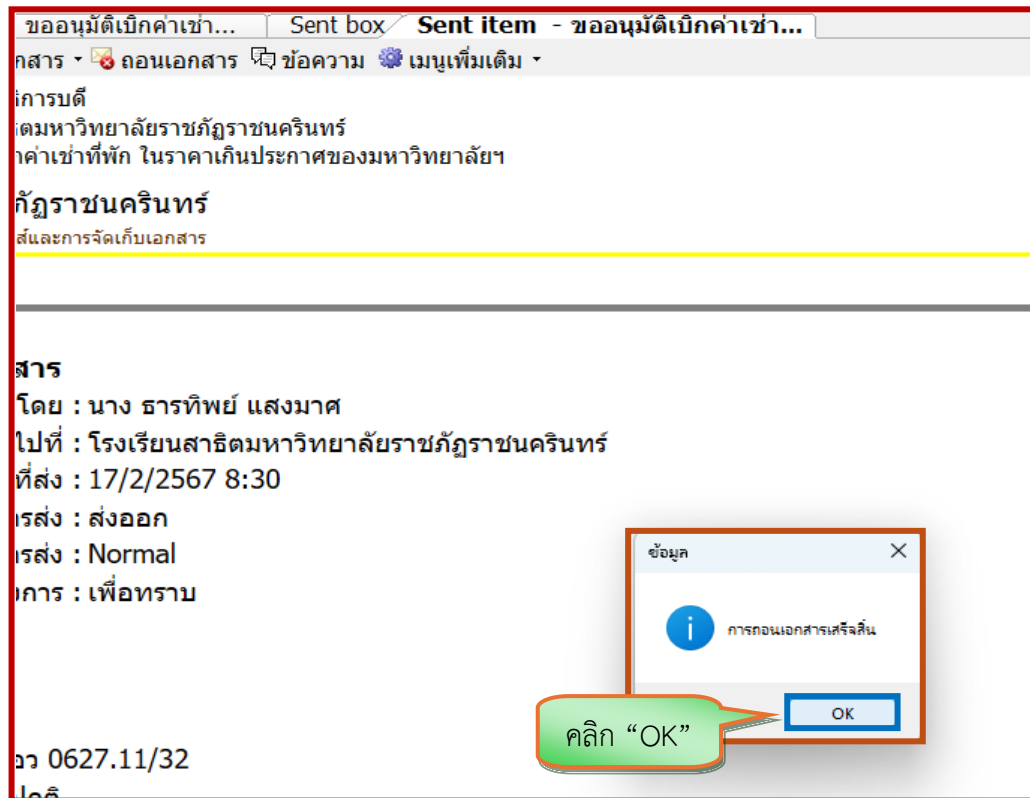 ขออนุมัติเบิกค่าเช่า... Sent box Sent item - ขออนุมัติเบิกค่าเช่า...
กสาร ถอนเอกสาร ข้อความ เมนูเพิ่มเติม
ิการบดี
ิตมหาวิทยาลัยราชภัฏราชนครินทร์
าค่าเช่าที่พัก ในราคาเกินประกาศของมหาวิทยาลัยฯ
ภัฏราชนครินทร์
ส์และการจัดเก็บเอกสาร
สาร
โดย : นาง ธารทิพย์ แสงมาศ
ไปที่ : โรงเรียนสาธิตมหาวิทยาลัยราชภัฏราชนครินทร์
ที่ส่ง : 17/2/2567 8:30
ารส่ง : ส่งออก
ารส่ง : Normal
งการ : เพื่อทราบ
ข้อมูล
การถอนเอกสารเสร็จสิ้น
OK
คลิก “OK”
อว 0627.11/32